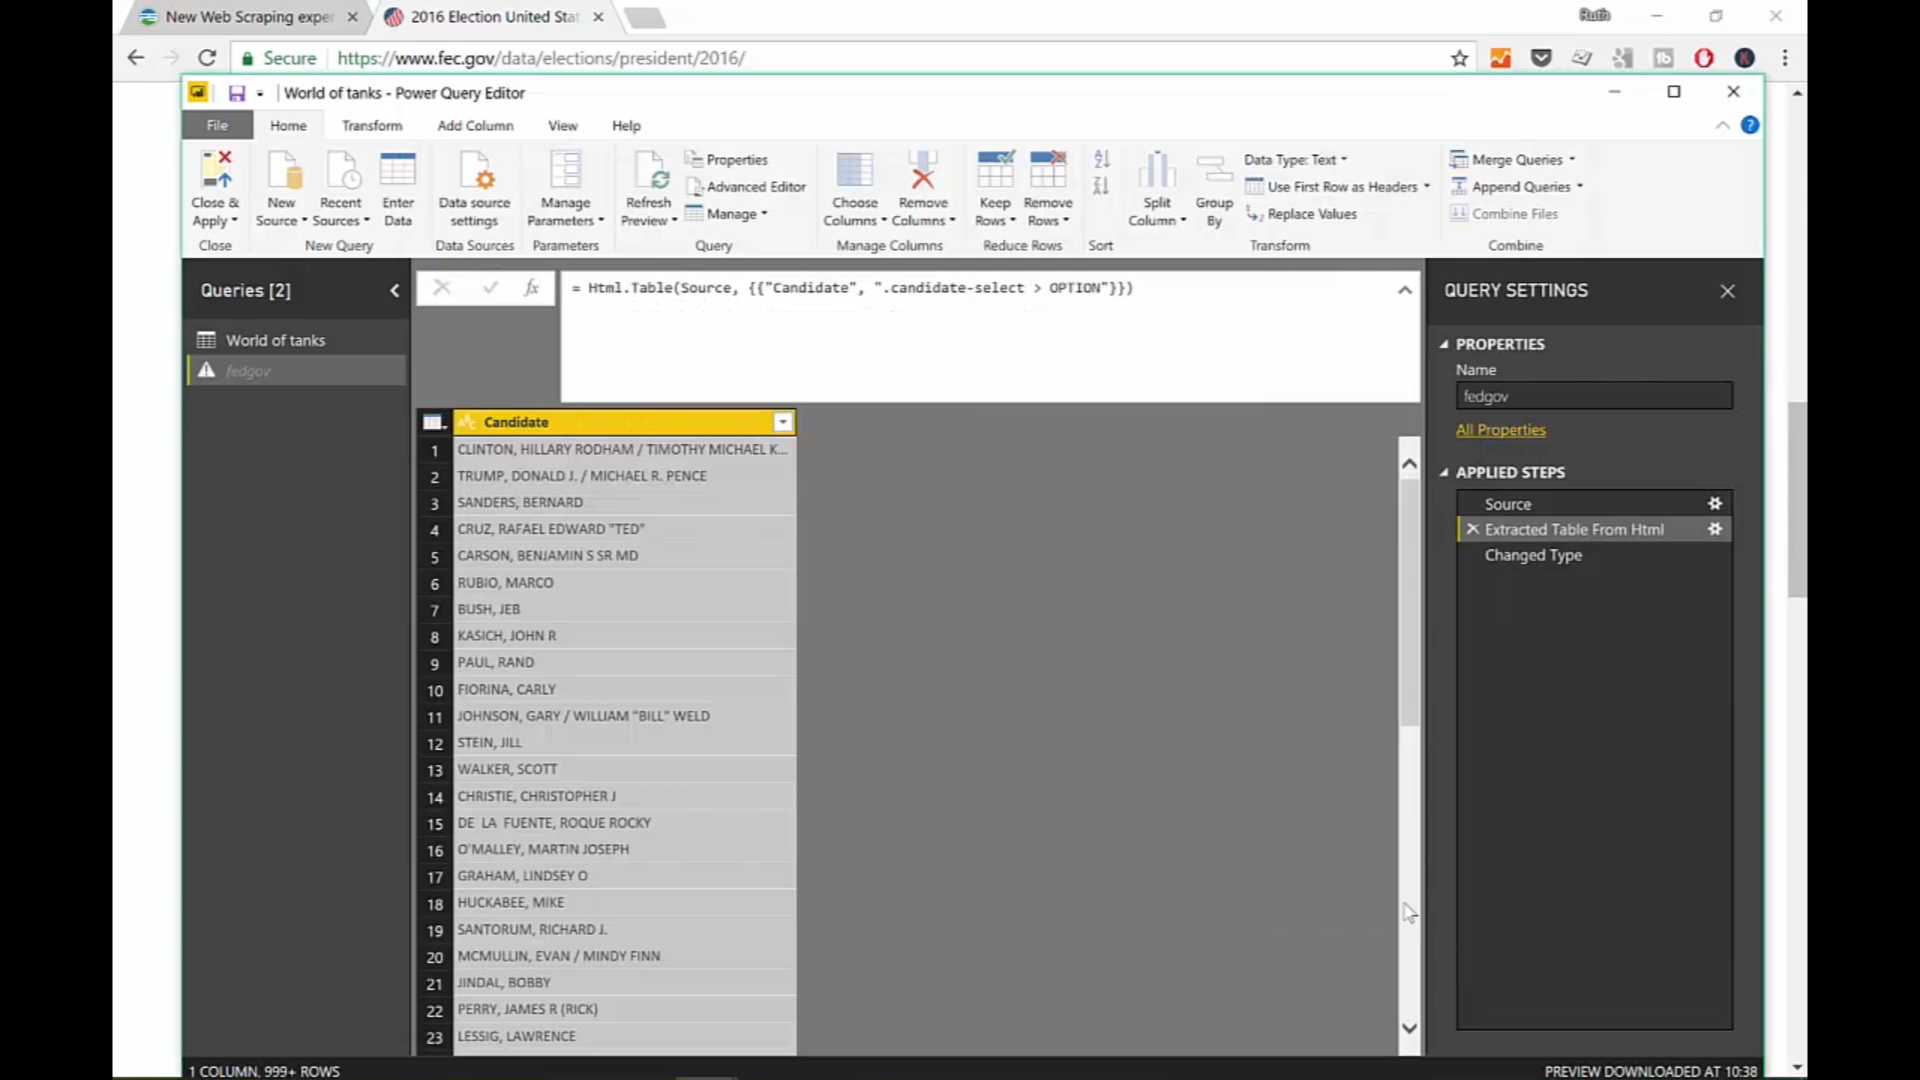 New Web Scraping expe
2016 Election United Sta
Ruth
Secure
https://www.fec.gov/data/elections/president/2016/
World of tanks - Power Query Editor
File
Home
Transform
Add Column
View
Help
Close & Apply
New Source
Recent Sources
Enter Data
Data source settings
Manage Parameters
Refresh Preview
Properties
Advanced Editor
Manage
Choose Columns
Remove Columns
Keep Rows
Remove Rows
Split Column
Group By
Data Type: Text
Use First Row as Headers
Replace Values
Merge Queries
Append Queries
Combine Files
Close
New Query
Data Sources
Parameters
Query
Manage Columns
Reduce Rows
Sort
Transform
Combine
Queries [2]
World of tanks
fedgov
fx
= Html.Table(Source, {{"Candidate", ".candidate-select > OPTION"}})
Candidate
1 CLINTON, HILLARY RODHAM / TIMOTHY MICHAEL K...
2 TRUMP, DONALD J. / MICHAEL R. PENCE
3 SANDERS, BERNARD
4 CRUZ, RAFAEL EDWARD "TED"
5 CARSON, BENJAMIN S SR MD
6 RUBIO, MARCO
7 BUSH, JEB
8 KASICH, JOHN R
9 PAUL, RAND
10 FIORINA, CARLY
11 JOHNSON, GARY / WILLIAM "BILL" WELD
12 STEIN, JILL
13 WALKER, SCOTT
14 CHRISTIE, CHRISTOPHER J
15 DE LA FUENTE, ROQUE ROCKY
16 O'MALLEY, MARTIN JOSEPH
17 GRAHAM, LINDSEY O
18 HUCKABEE, MIKE
19 SANTORUM, RICHARD J.
20 MCMULLIN, EVAN / MINDY FINN
21 JINDAL, BOBBY
22 PERRY, JAMES R (RICK)
23 LESSIG, LAWRENCE
QUERY SETTINGS
PROPERTIES
Name
fedgov
All Properties
APPLIED STEPS
Source
Extracted Table From Html
Changed Type
1 COLUMN, 999+ ROWS
PREVIEW DOWNLOADED AT 10:38